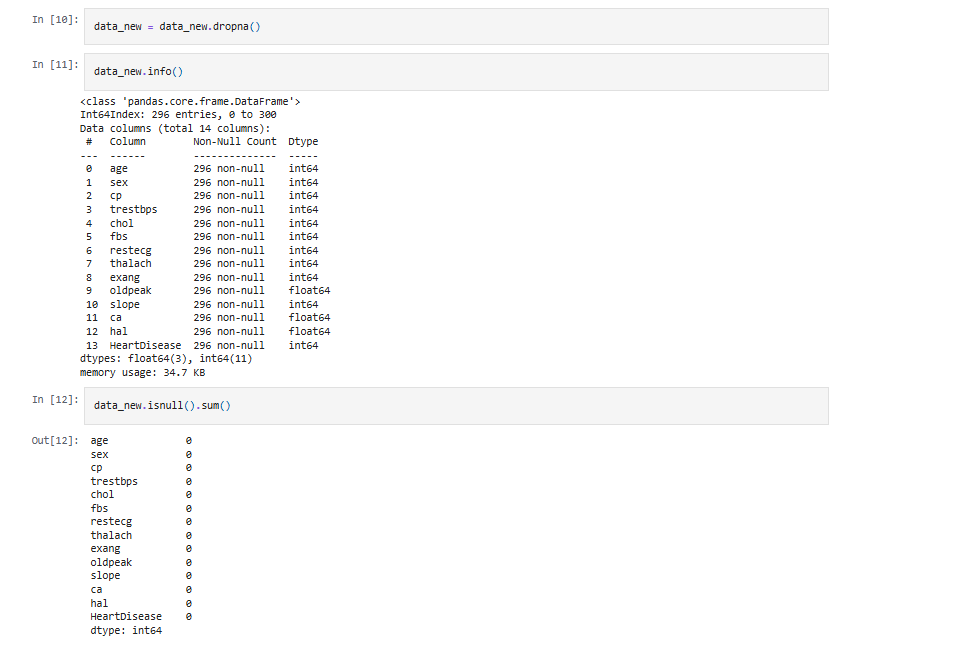 In [10]: data_new = data_new.dropna()
In [11]: data_new.info()
<class 'pandas.core.frame.DataFrame'>
Int64Index: 296 entries, 0 to 300
Data columns (total 14 columns):
 #   Column        Non-Null Count  Dtype
---  ------        --------------  -----
 0   age           296 non-null    int64
 1   sex           296 non-null    int64
 2   cp            296 non-null    int64
 3   trestbps      296 non-null    int64
 4   chol          296 non-null    int64
 5   fbs           296 non-null    int64
 6   restecg       296 non-null    int64
 7   thalach       296 non-null    int64
 8   exang         296 non-null    int64
 9   oldpeak       296 non-null    float64
 10  slope         296 non-null    int64
 11  ca            296 non-null    float64
 12  hal           296 non-null    float64
 13  HeartDisease  296 non-null    int64
dtypes: float64(3), int64(11)
memory usage: 34.7 KB
In [12]: data_new.isnull().sum()
Out[12]: age             0
sex             0
cp              0
trestbps        0
chol            0
fbs             0
restecg         0
thalach         0
exang           0
oldpeak         0
slope           0
ca              0
hal             0
HeartDisease    0
dtype: int64